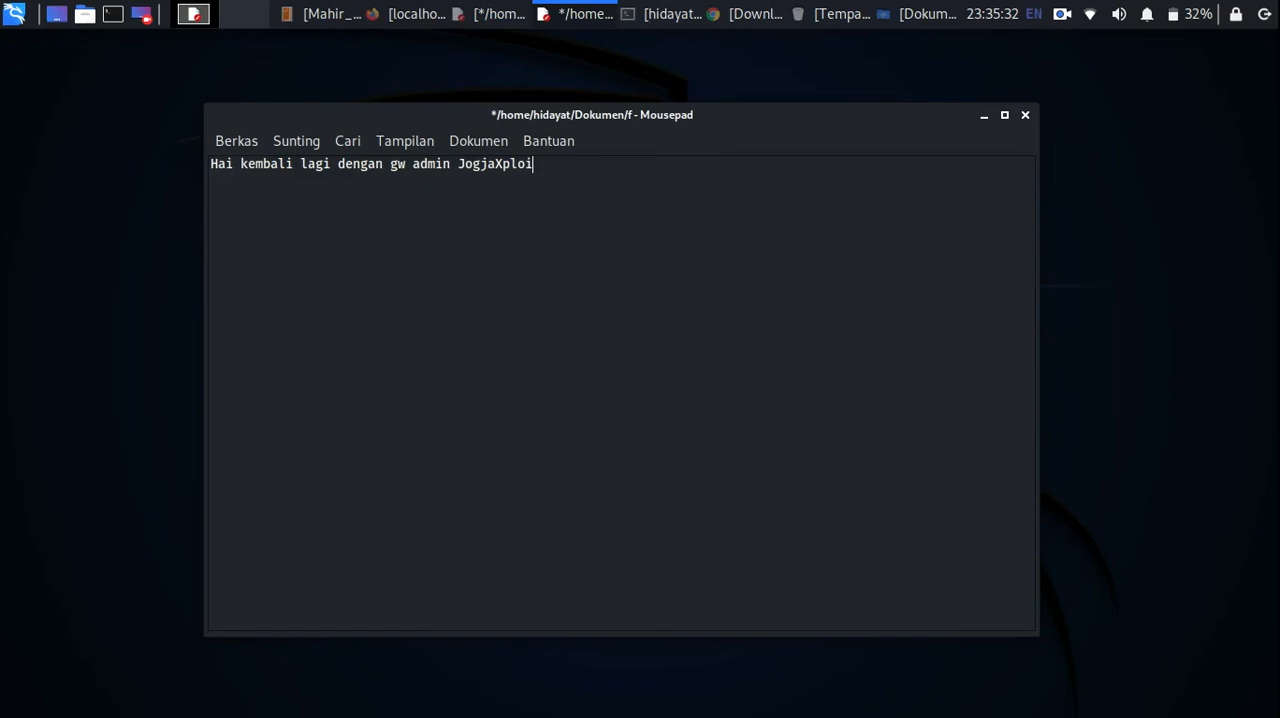 [Mahir_... [localho... [*/hom... */home... [hidayat... [Downl... [Tempa... [Dokum... 23:35:32 EN 32%
*/home/hidayat/Dokumen/f - Mousepad
Berkas Sunting Cari Tampilan Dokumen Bantuan
Hai kembali lagi dengan gw admin JogjaXploi